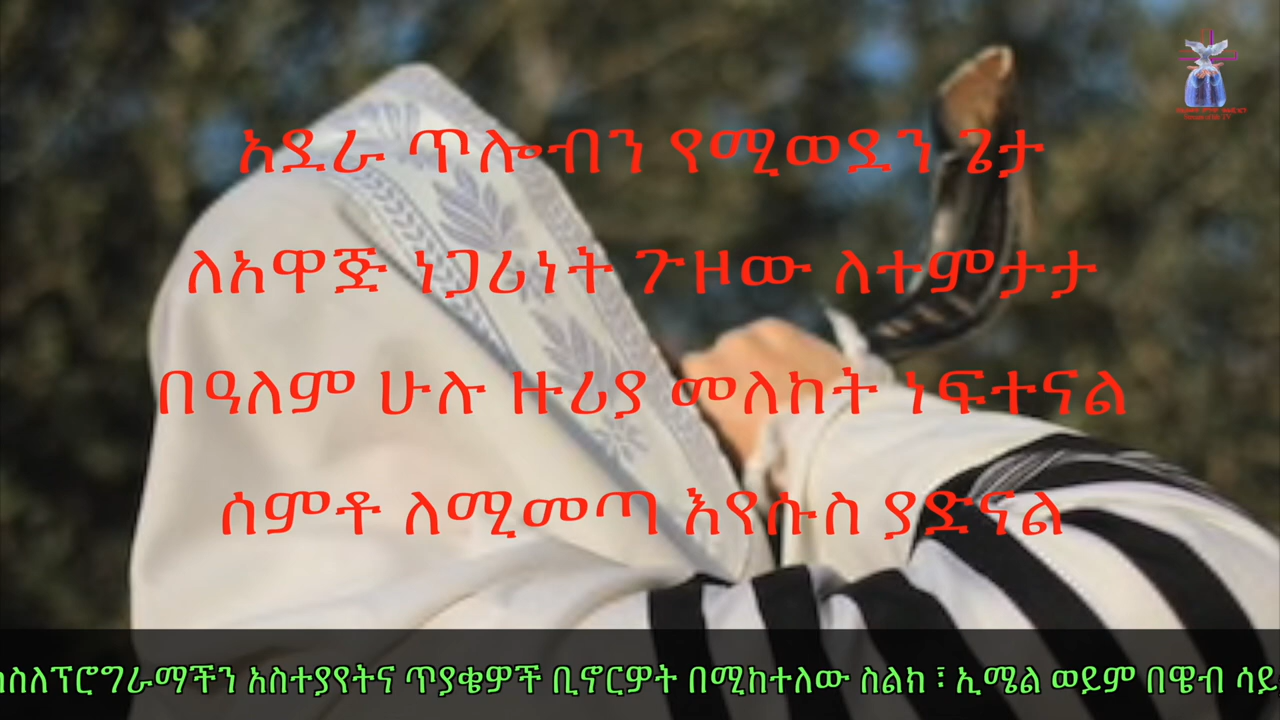 አደራ ጥሎብን የሚወደን ጌታ
ለአዋጅ ነጋሪነት ጉዞው ለተምታታ
በዓለም ሁሉ ዙሪያ መለከት ነፍተናል
ሰምቶ ለሚመጣ እየሱስ ያድናል
ስለፕሮግራማችን አስተያየትና ጥያቄዎች ቢኖርዎት በሚከተለው ስልክ ፣ ኢሜል ወይም በዌብ ሳይ